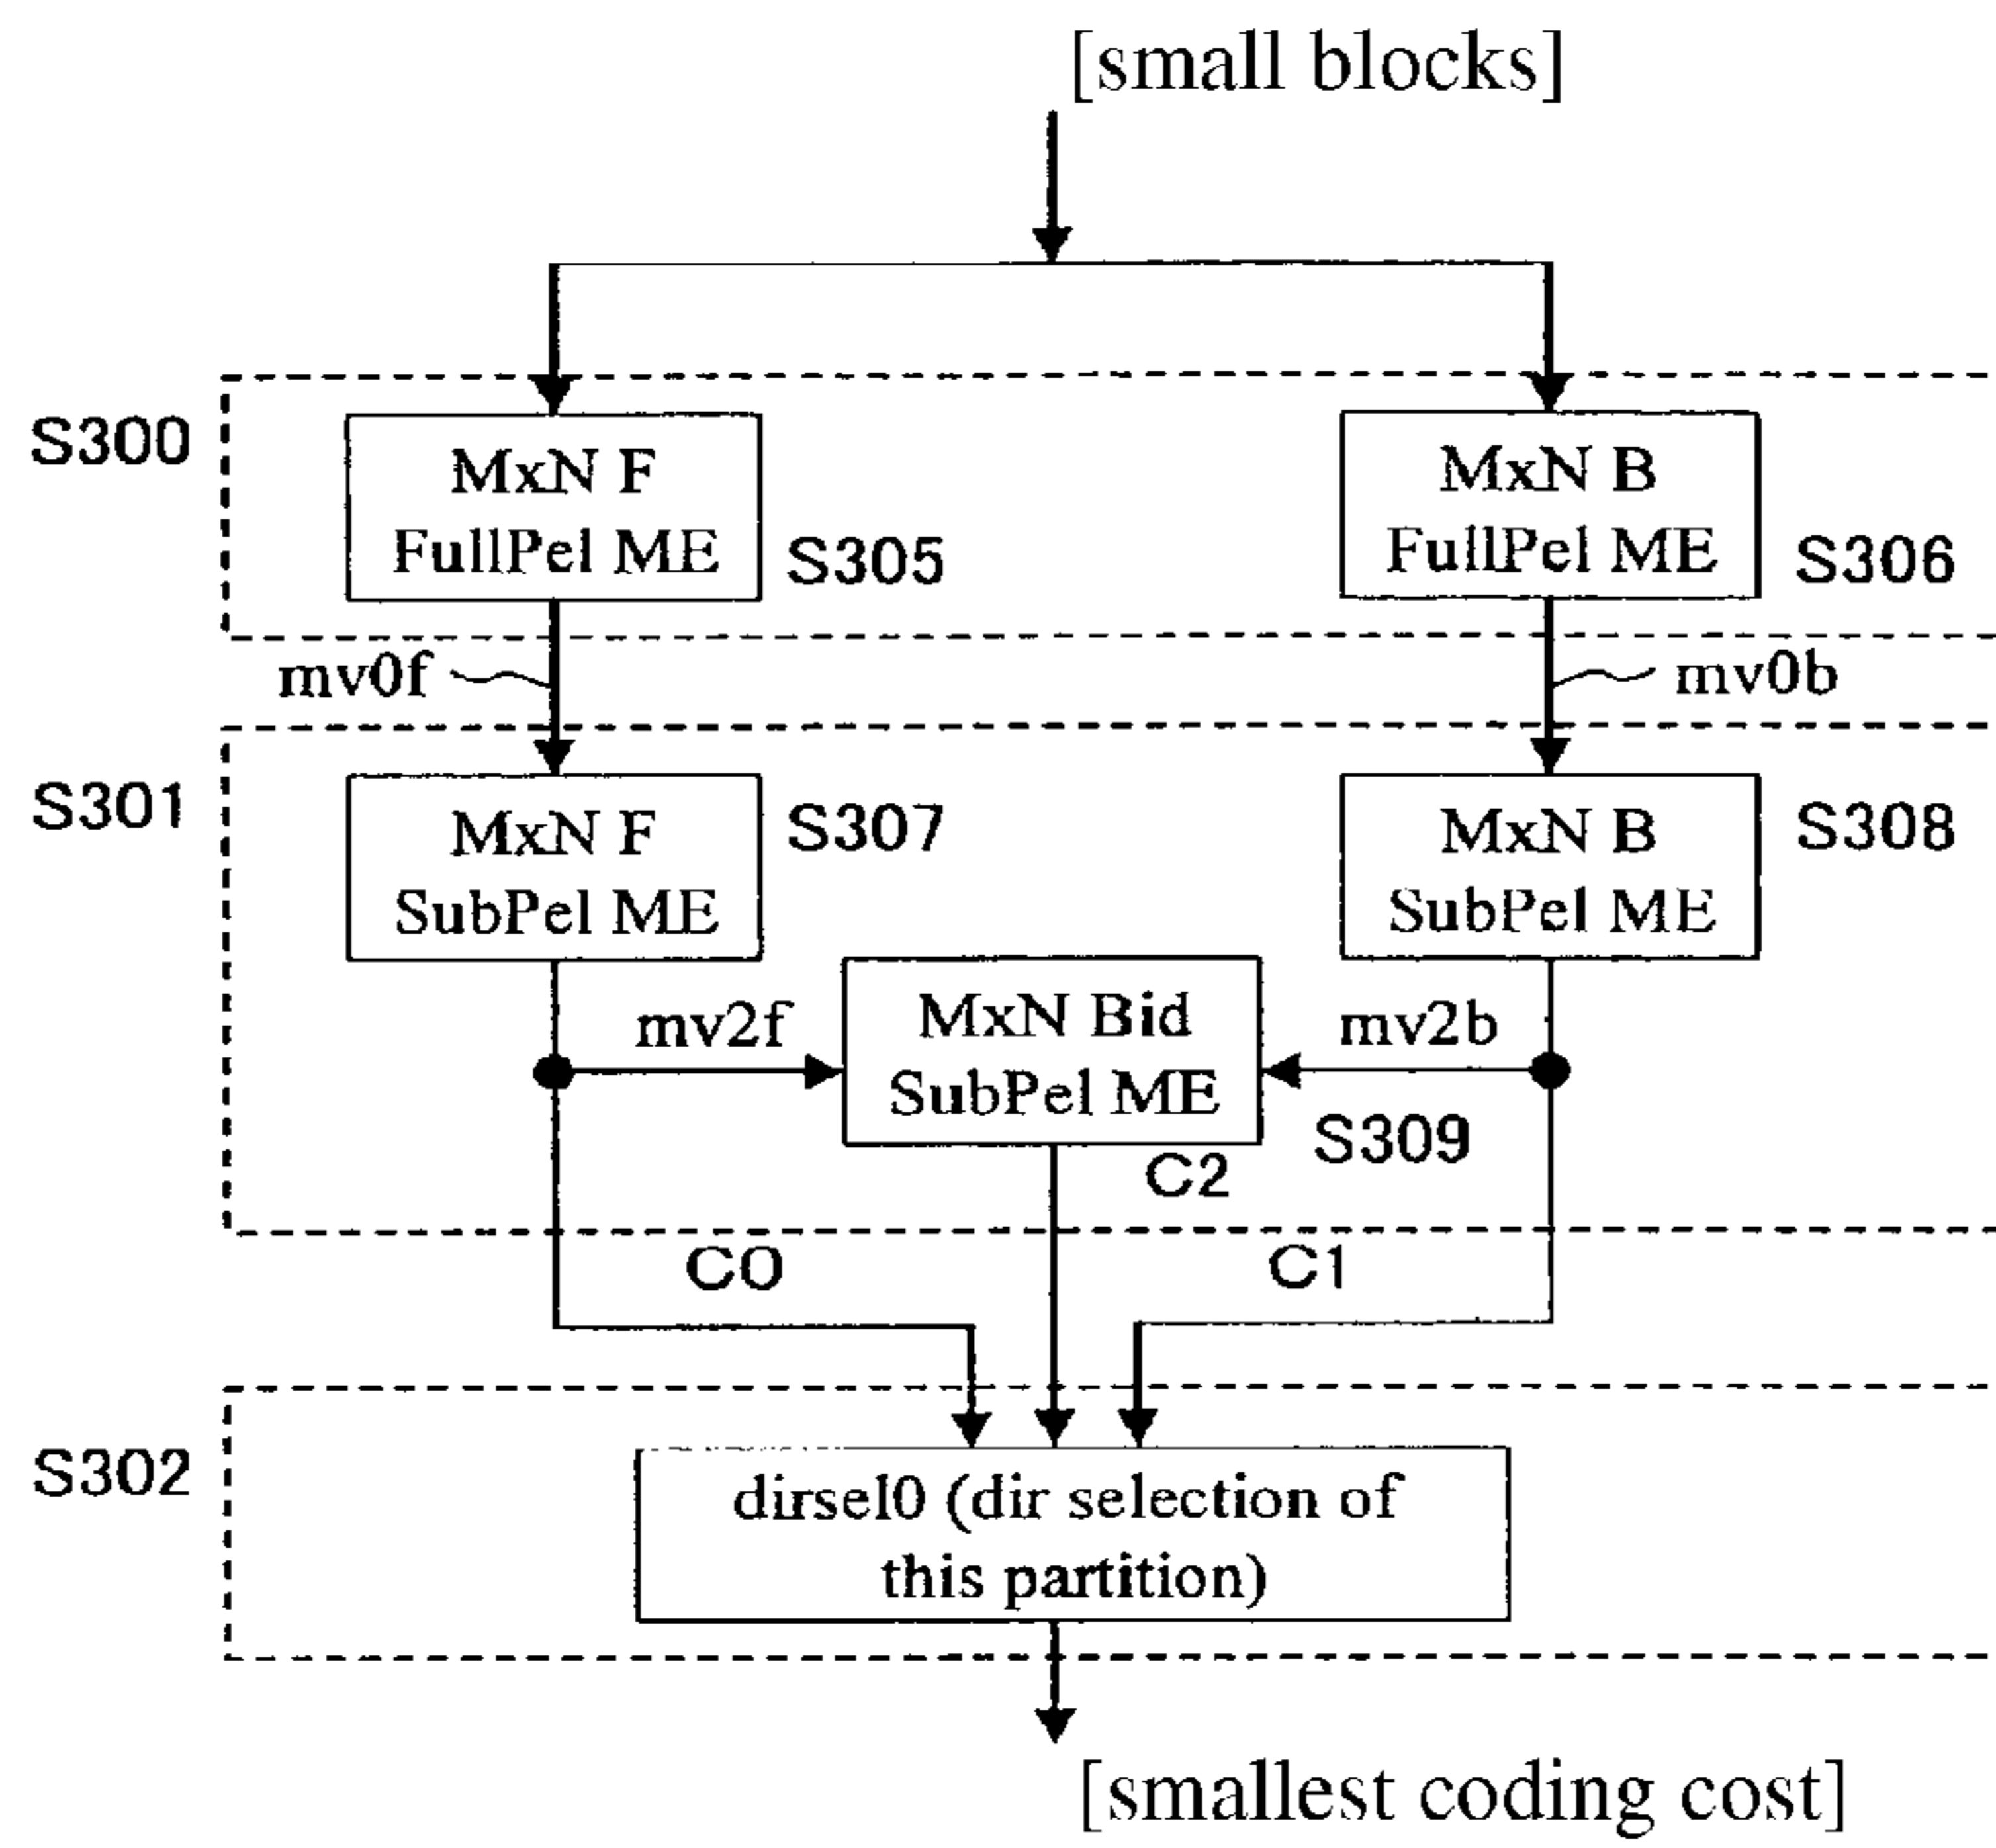 [small blocks]
S300
MxN F
FullPel ME
S305
MxN B
FullPel ME
S306
mv0f
mv0b
S301
MxN F
SubPel ME
S307
MxN B
SubPel ME
S308
mv2f
MxN Bid
SubPel ME
mv2b
S309
C2
C0
C1
S302
dirsel0 (dir selection of
this partition)
[smallest coding cost]